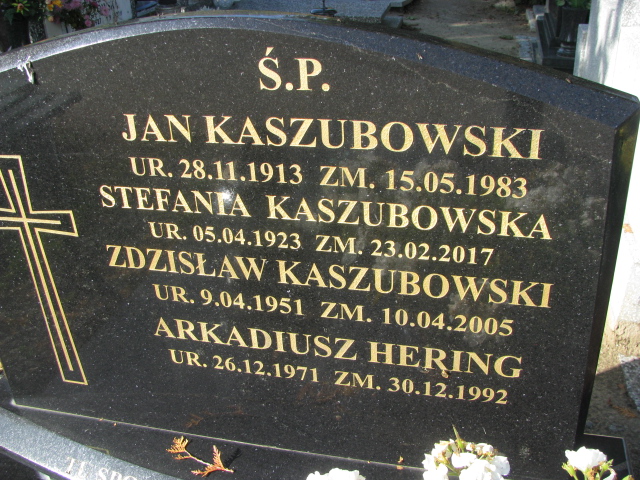 Ś.P.
JAN KASZUBOWSKI
UR. 28.11.1913 ZM. 15.05.1983
STEFANIA KASZUBOWSKA
UR. 05.04.1923 ZM. 23.02.2017
ZDZISŁAW KASZUBOWSKI
UR. 9.04.1951 ZM. 10.04.2005
ARKADIUSZ HERING
UR. 26.12.1971 ZM. 30.12.1992